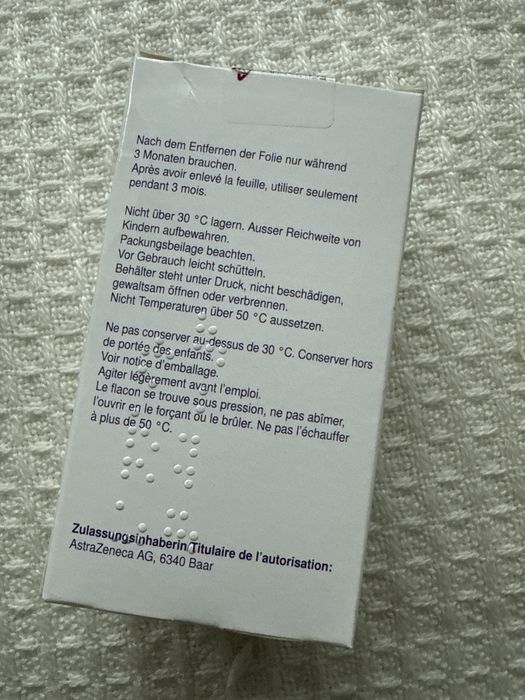 Nach dem Entfernen der Folie nur während
3 Monaten brauchen.
Après avoir enlevé la feuille, utiliser seulement
pendant 3 mois.
Nicht über 30 °C lagern. Ausser Reichweite von
Kindern aufbewahren.
Packungsbeilage beachten.
Vor Gebrauch leicht schütteln.
Behälter steht unter Druck, nicht beschädigen,
gewaltsam öffnen oder verbrennen.
Nicht Temperaturen über 50 °C aussetzen.
Ne pas conserver au-dessus de 30 °C. Conserver hors
de portée des enfants.
Voir notice d'emballage.
Agiter légèrement avant l'emploi.
Le flacon se trouve sous pression, ne pas abîmer,
l'ouvrir en le forçant ou le brûler. Ne pas l'échauffer
à plus de 50 °C.
Zulassungsinhaberin/Titulaire de l'autorisation:
AstraZeneca AG, 6340 Baar